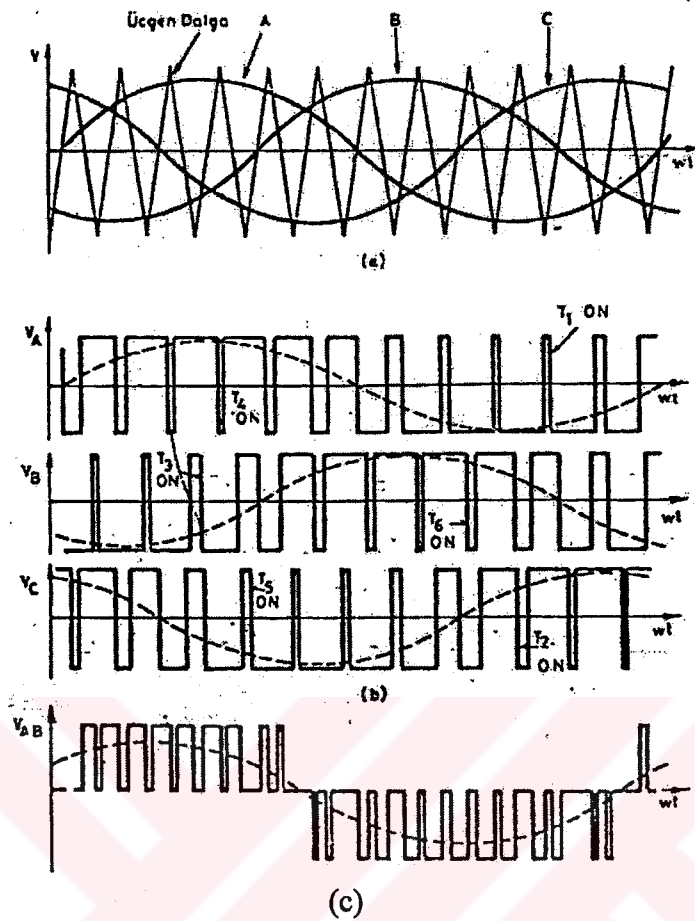 Üçgen Dalga A B C
V
wt
(a)
V_A
T_1 ON
T_4 ON
wt
V_B
T_3 ON
T_6 ON
wt
V_C
T_5 ON
T_2 ON
wt
(b)
V_AB
wt
(c)